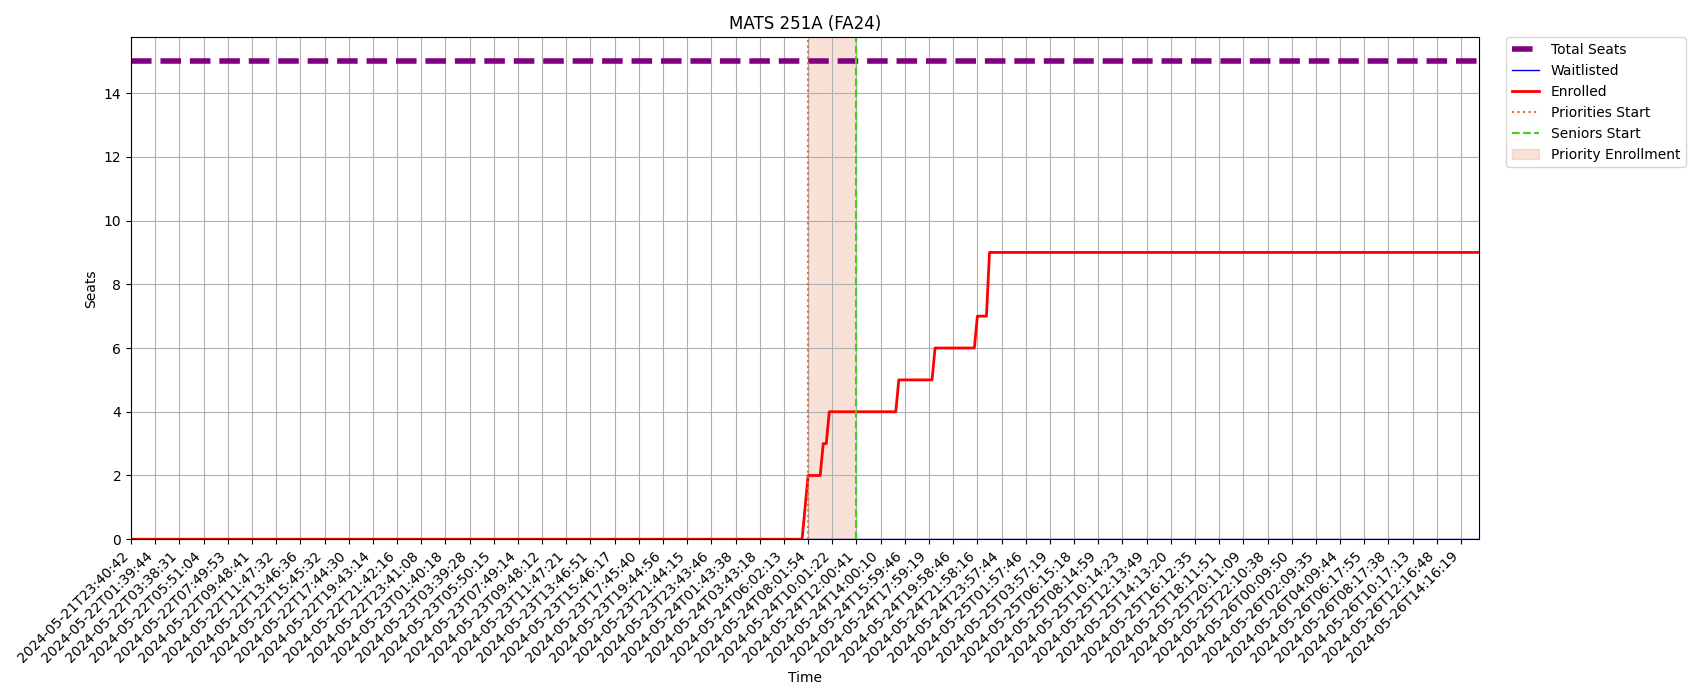 MATS 251A (FA24)
Total Seats
Waitlisted
Enrolled
Priorities Start
Seniors Start
Priority Enrollment
Seats
14
12
10
8
6
4
2
0
2024-05-21T23:40:42
2024-05-22T01:39:44
2024-05-22T03:38:31
2024-05-22T05:51:04
2024-05-22T07:49:53
2024-05-22T09:48:41
2024-05-22T11:47:32
2024-05-22T13:46:36
2024-05-22T15:45:32
2024-05-22T17:44:30
2024-05-22T19:43:14
2024-05-22T21:42:16
2024-05-22T23:41:08
2024-05-23T01:40:18
2024-05-23T03:39:28
2024-05-23T05:50:15
2024-05-23T07:49:14
2024-05-23T09:48:12
2024-05-23T11:47:21
2024-05-23T13:46:51
2024-05-23T15:46:17
2024-05-23T17:45:40
2024-05-23T19:44:56
2024-05-23T21:44:15
2024-05-23T23:43:46
2024-05-24T01:43:38
2024-05-24T03:43:18
2024-05-24T06:02:13
2024-05-24T08:01:54
2024-05-24T10:01:22
2024-05-24T12:00:41
2024-05-24T14:00:10
2024-05-24T15:59:46
2024-05-24T17:59:19
2024-05-24T19:58:46
2024-05-24T21:58:16
2024-05-24T23:57:44
2024-05-25T01:57:46
2024-05-25T03:57:19
2024-05-25T06:15:18
2024-05-25T08:14:59
2024-05-25T10:14:23
2024-05-25T12:13:49
2024-05-25T14:13:20
2024-05-25T16:12:35
2024-05-25T18:11:51
2024-05-25T20:11:09
2024-05-25T22:10:38
2024-05-26T00:09:50
2024-05-26T02:09:35
2024-05-26T04:09:44
2024-05-26T06:17:55
2024-05-26T08:17:38
2024-05-26T10:17:13
2024-05-26T12:16:48
2024-05-26T14:16:19
Time